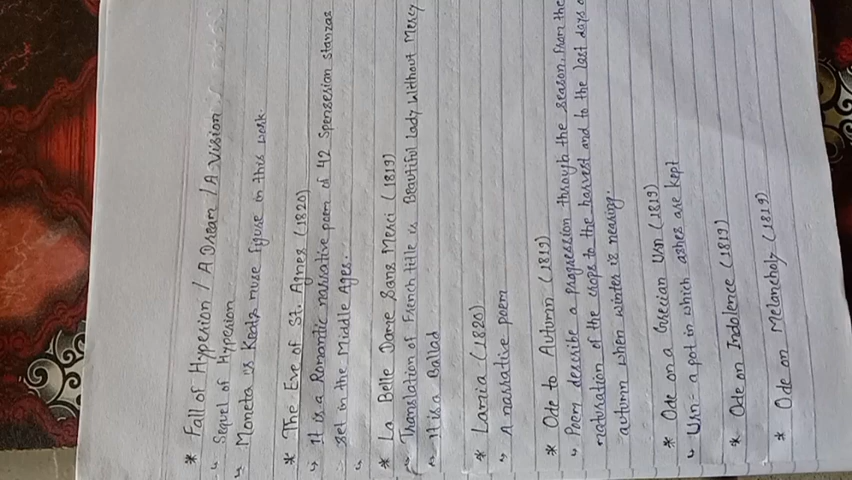 * Fall of Hyperion / A Dream / A Vision
↳ Sequel of Hyperion
↳ Moneta is Keats muse figure in this work.
* The Eve of St. Agnes (1820)
↳ It is a Romantic narrative poem of 42 Spenserian stanzas
set in the Middle Ages.
* La Belle Dame Sans Merci (1819)
↳ Translation of French title is Beautiful Lady Without Mercy
↳ It is a Ballad
* Lamia (1820)
↳ A narrative poem
* Ode to Autumn (1819)
↳ Poem describe a progression through the season, from the
maturation of the crops to the harvest and to the last days
autumn when winter is nearing.
* Ode on a Grecian Urn (1819)
↳ Urn - a pot in which ashes are kept
* Ode on Indolence (1819)
* Ode on Melancholy (1819)